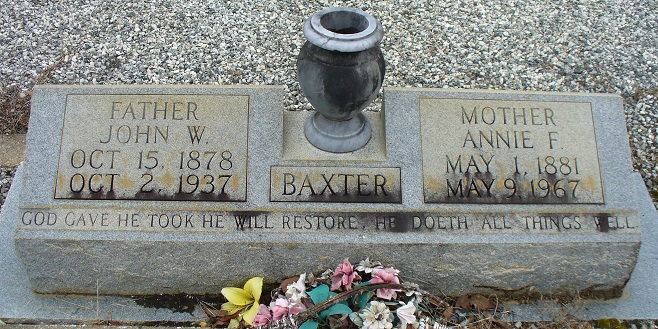 FATHER
JOHN W.
OCT 15, 1878
OCT 2, 1937
BAXTER
MOTHER
ANNIE F.
MAY 1, 1881
MAY 9, 1967
GOD GAVE HE TOOK HE WILL RESTORE, HE DOETH ALL THINGS WELL